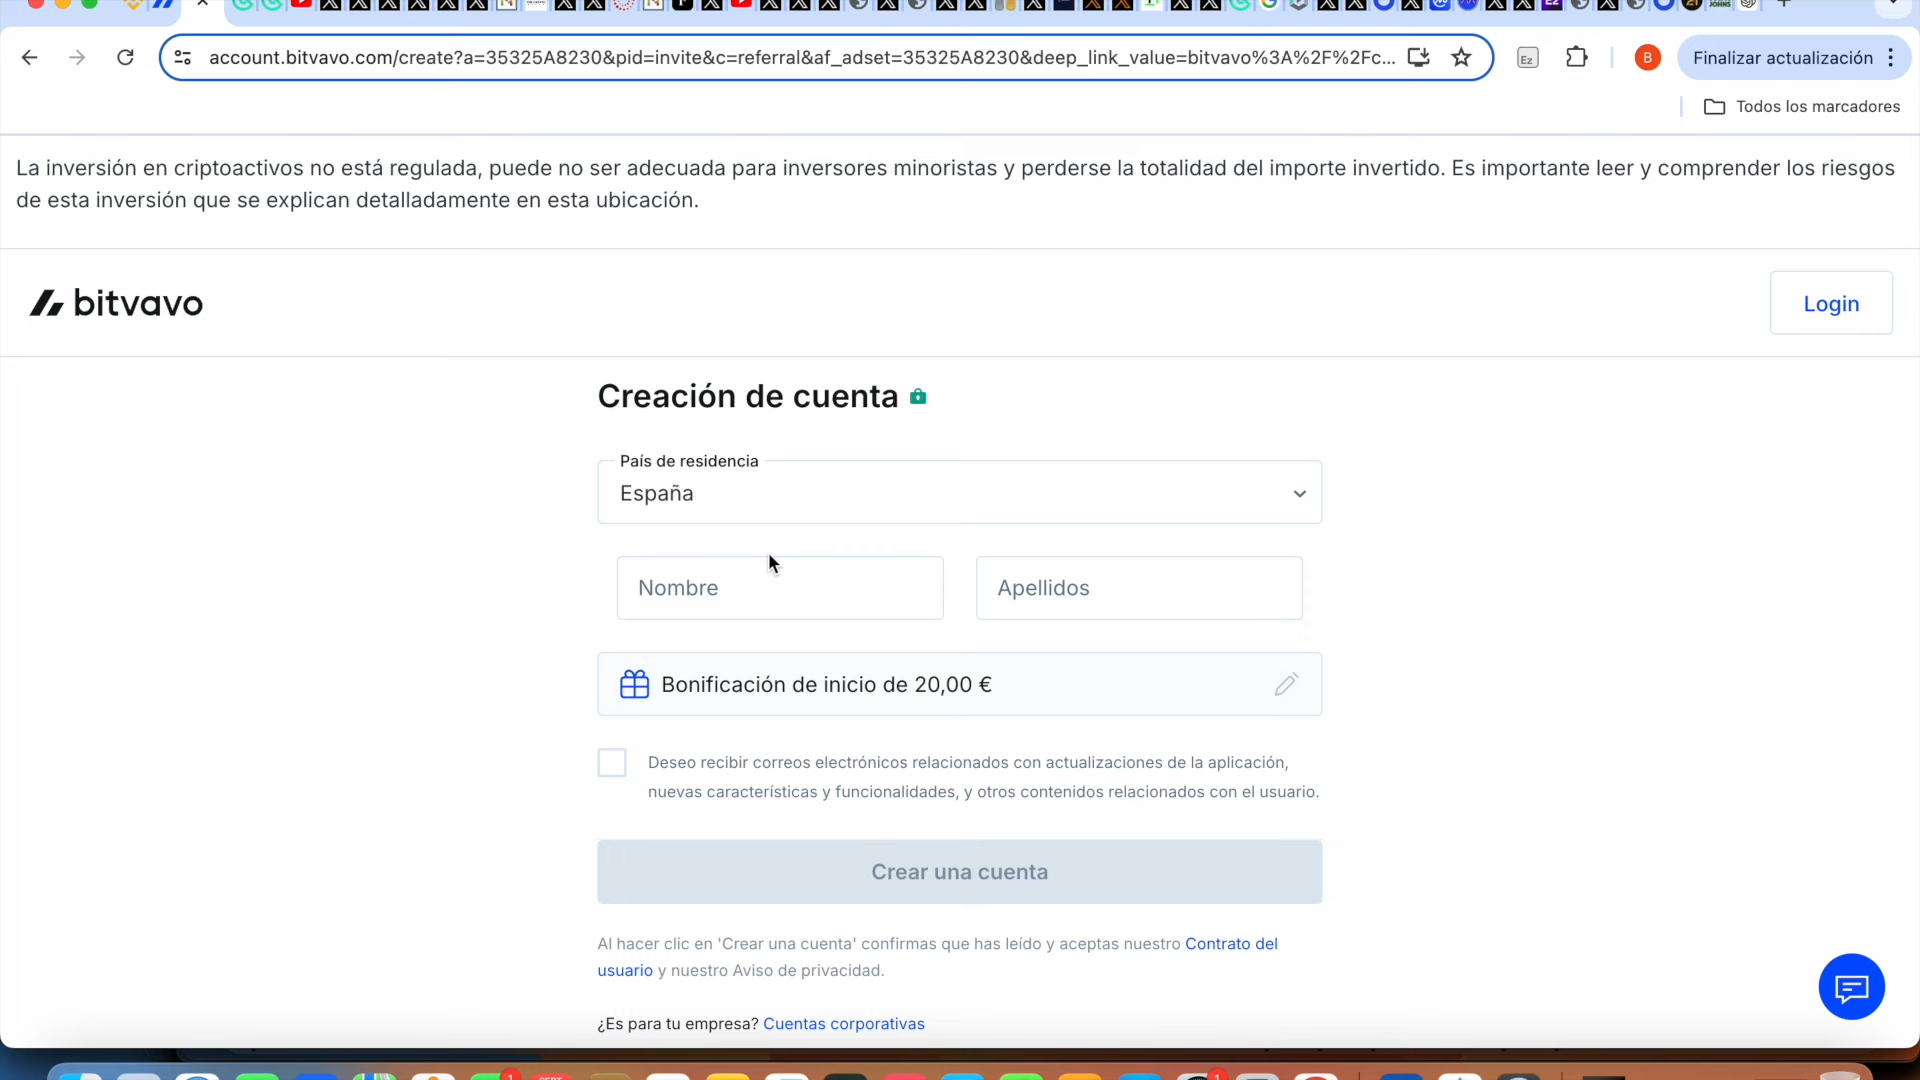 account.bitvavo.com/create?a=35325A8230&pid=invite&c=referral&af_adset=35325A8230&deep_link_value=bitvavo%3A%2F%2Fc...
Ez
B
Finalizar actualización
Todos los marcadores
La inversión en criptoactivos no está regulada, puede no ser adecuada para inversores minoristas y perderse la totalidad del importe invertido. Es importante leer y comprender los riesgos
de esta inversión que se explican detalladamente en esta ubicación.
bitvavo
Login
Creación de cuenta
País de residencia
España
Nombre
Apellidos
Bonificación de inicio de 20,00 €
Deseo recibir correos electrónicos relacionados con actualizaciones de la aplicación,
nuevas características y funcionalidades, y otros contenidos relacionados con el usuario.
Crear una cuenta
Al hacer clic en 'Crear una cuenta' confirmas que has leído y aceptas nuestro Contrato del
usuario y nuestro Aviso de privacidad.
¿Es para tu empresa? Cuentas corporativas
1
SEPT
1